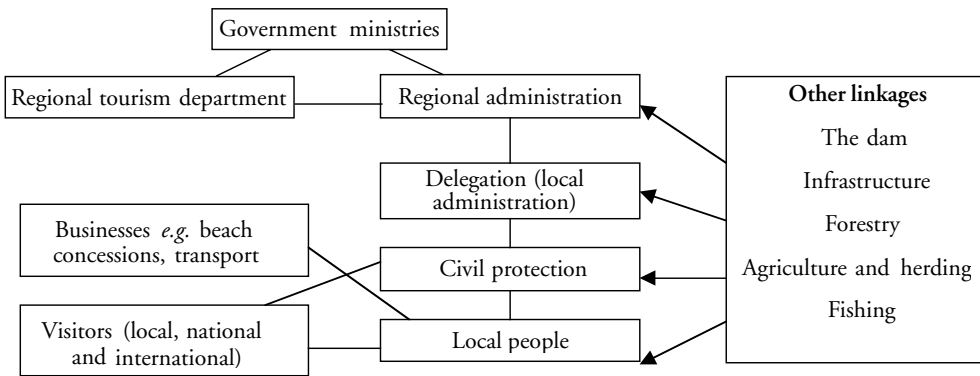 Government ministries
Regional tourism department
Regional administration
Delegation (local
administration)
Businesses e.g. beach
concessions, transport
Civil protection
Visitors (local, national
and international)
Local people
Other linkages
The dam
Infrastructure
Forestry
Agriculture and herding
Fishing